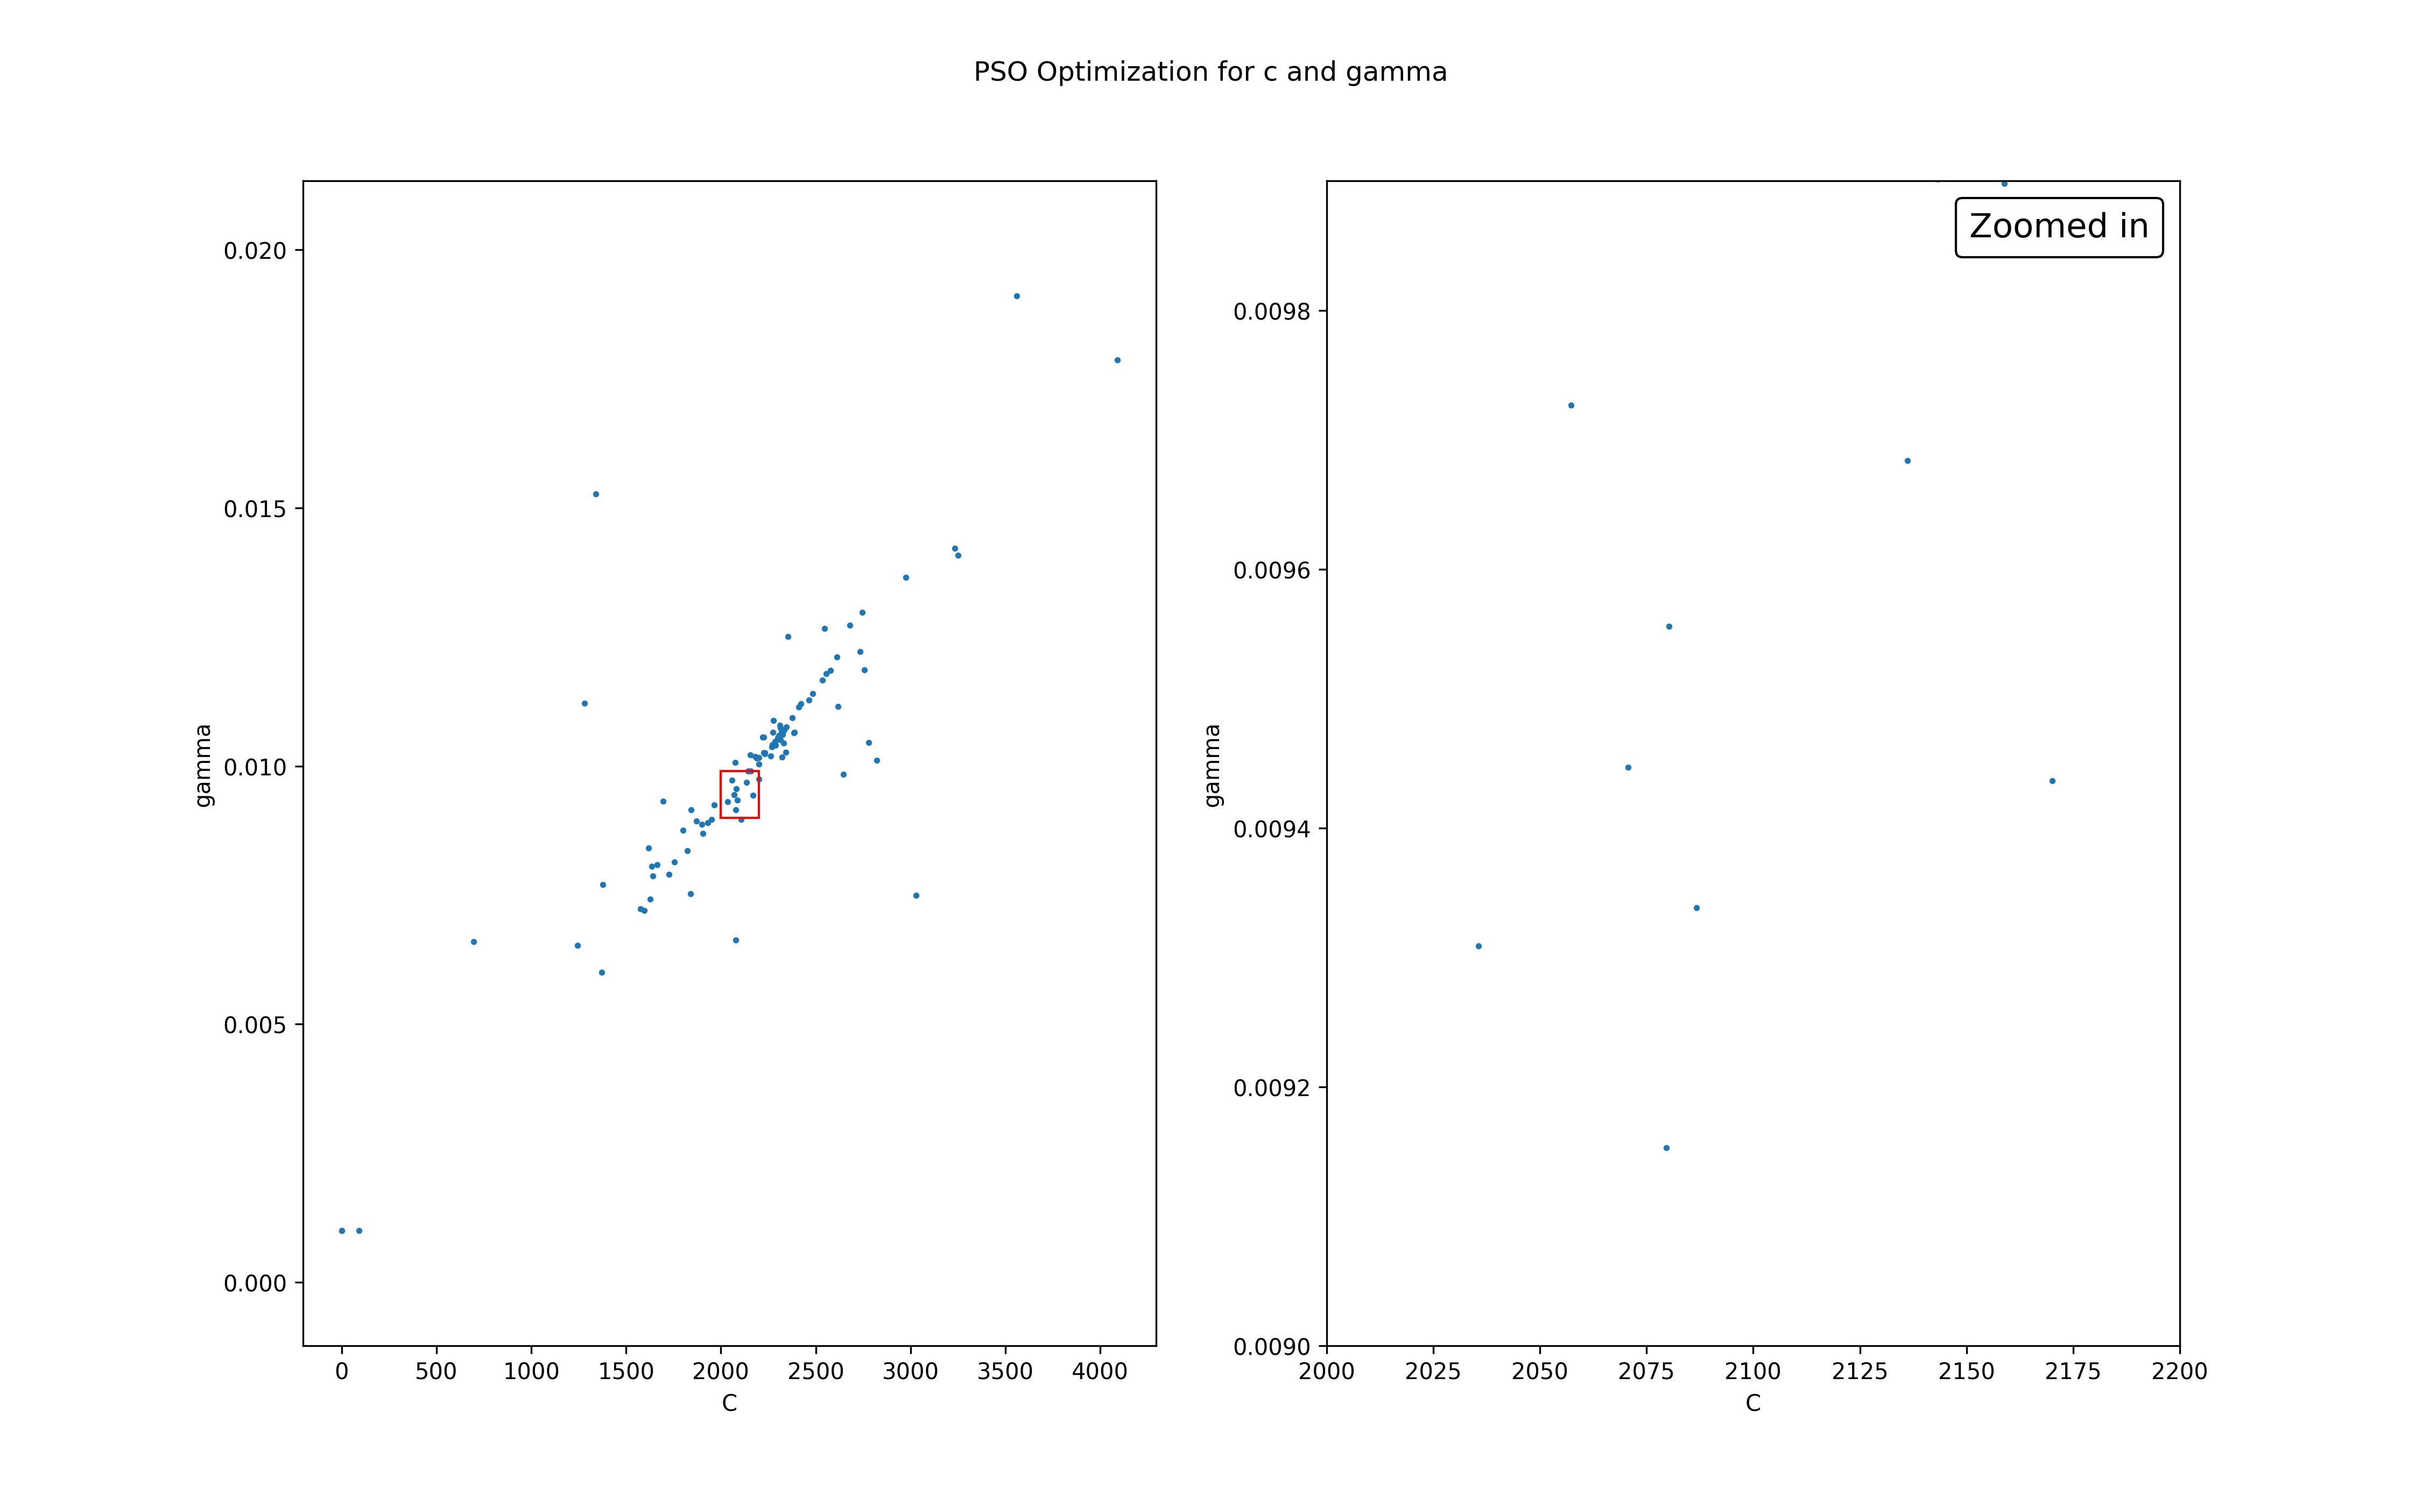 PSO Optimization for c and gamma
0.020
0.015
0.010
0.005
0.000
gamma
0 500 1000 1500 2000 2500 3000 3500 4000
C
Zoomed in
0.0098
0.0096
0.0094
0.0092
0.0090
gamma
2000 2025 2050 2075 2100 2125 2150 2175 2200
C